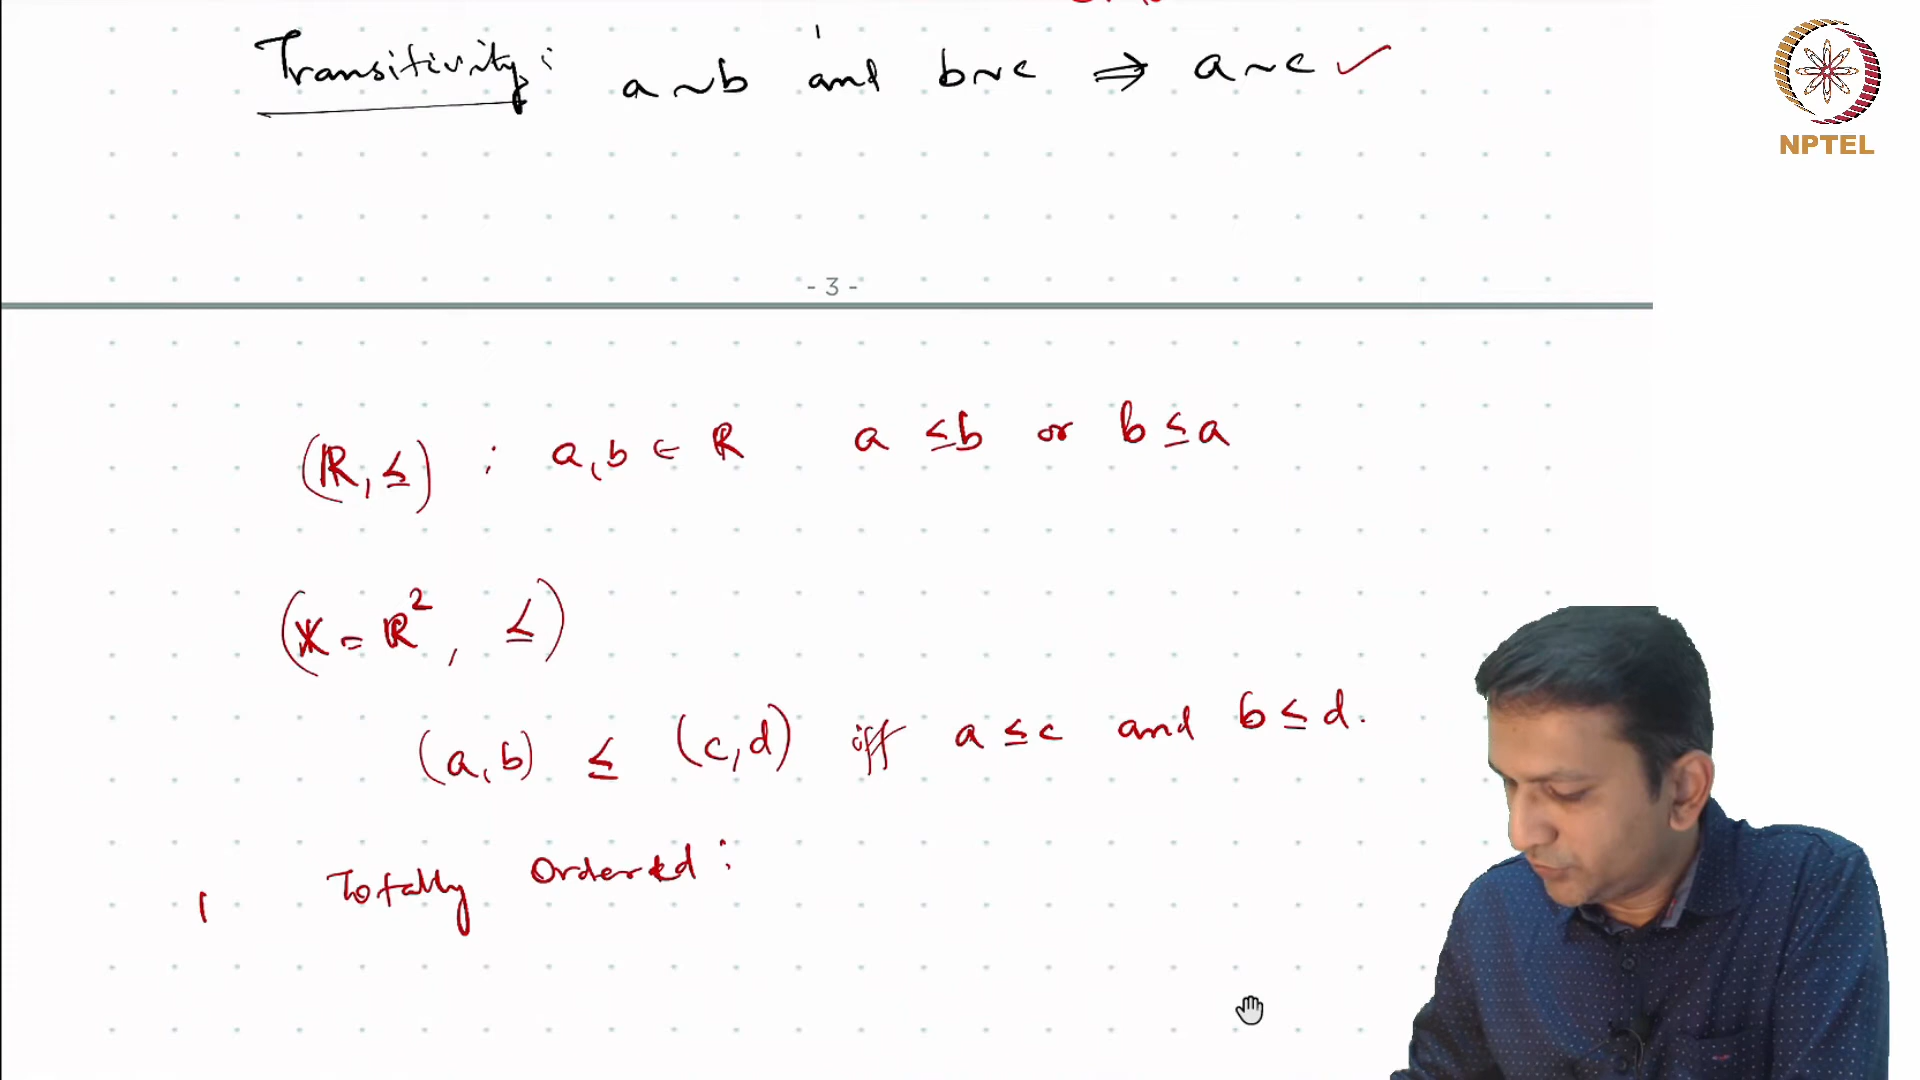 Transitivity: a ~ b and b ~ c ⇒ a ~ c ✓
NPTEL
- 3 -
(ℝ, ≤) : a, b ∈ ℝ a ≤ b or b ≤ a
(X = ℝ², ≤)
(a, b) ≤ (c, d) iff a ≤ c and b ≤ d.
Totally Ordered :